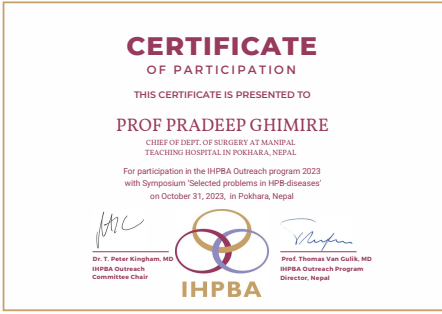 CERTIFICATE
OF PARTICIPATION
THIS CERTIFICATE IS PRESENTED TO
PROF PRADEEP GHIMIRE
CHIEF OF DEPT. OF SURGERY AT MANIPAL
TEACHING HOSPITAL IN POKHARA, NEPAL
For participation in the IHPBA Outreach program 2023
with Symposium 'Selected problems in HPB-diseases'
on October 31, 2023, in Pokhara, Nepal
Dr. T. Peter Kingham, MD
IHPBA Outreach
Committee Chair
Prof. Thomas Van Gulik, MD
IHPBA Outreach Program
Director, Nepal
IHPBA